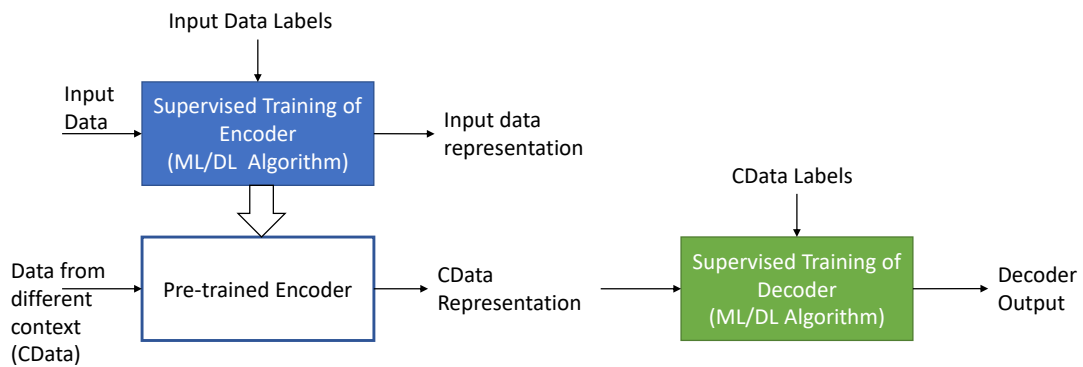 Input Data Labels
Input
Data
Supervised Training of
Encoder
(ML/DL  Algorithm)
Input data
representation
CData Labels
Data from
different
context
(CData)
Pre-trained Encoder
CData
Representation
Supervised Training of
Decoder
(ML/DL Algorithm)
Decoder
Output